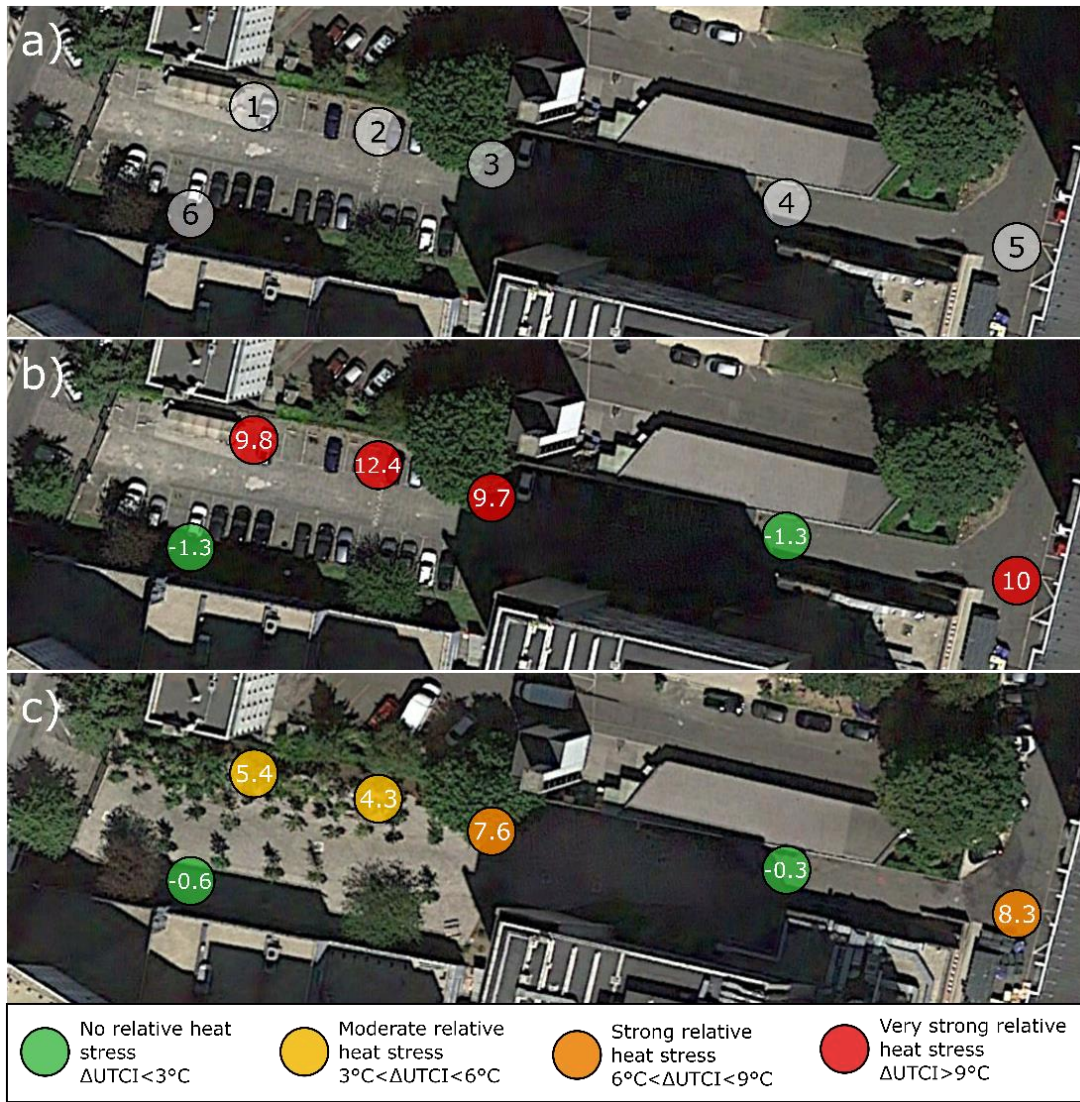 a)
1
2
3
4
5
6
b)
9.8
12.4
9.7
-1.3
-1.3
10
c)
5.4
4.3
7.6
-0.6
-0.3
8.3
No relative heat
stress
ΔUTCI<3°C
Moderate relative
heat stress
3°C<ΔUTCI<6°C
Strong relative
heat stress
6°C<ΔUTCI<9°C
Very strong relative
heat stress
ΔUTCI>9°C